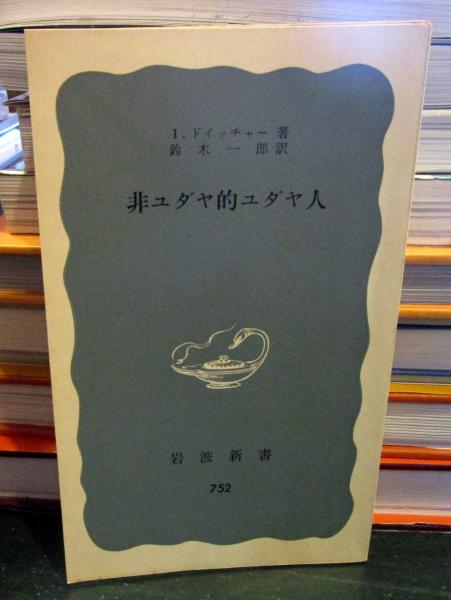 I. ドイッチャー 著
鈴木一郎訳
非ユダヤ的ユダヤ人
岩波新書
752